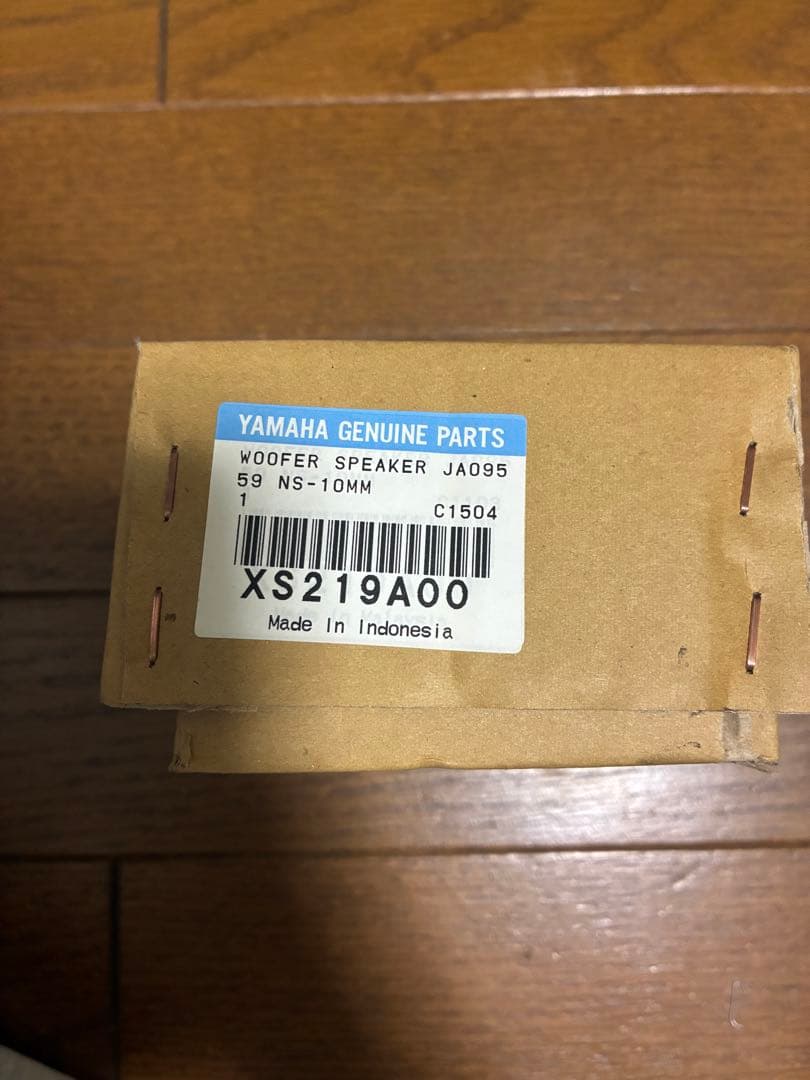 YAMAHA GENUINE PARTS
WOOFER SPEAKER JA095
59 NS-10MM
1 C1504
XS219A00
Made In Indonesia